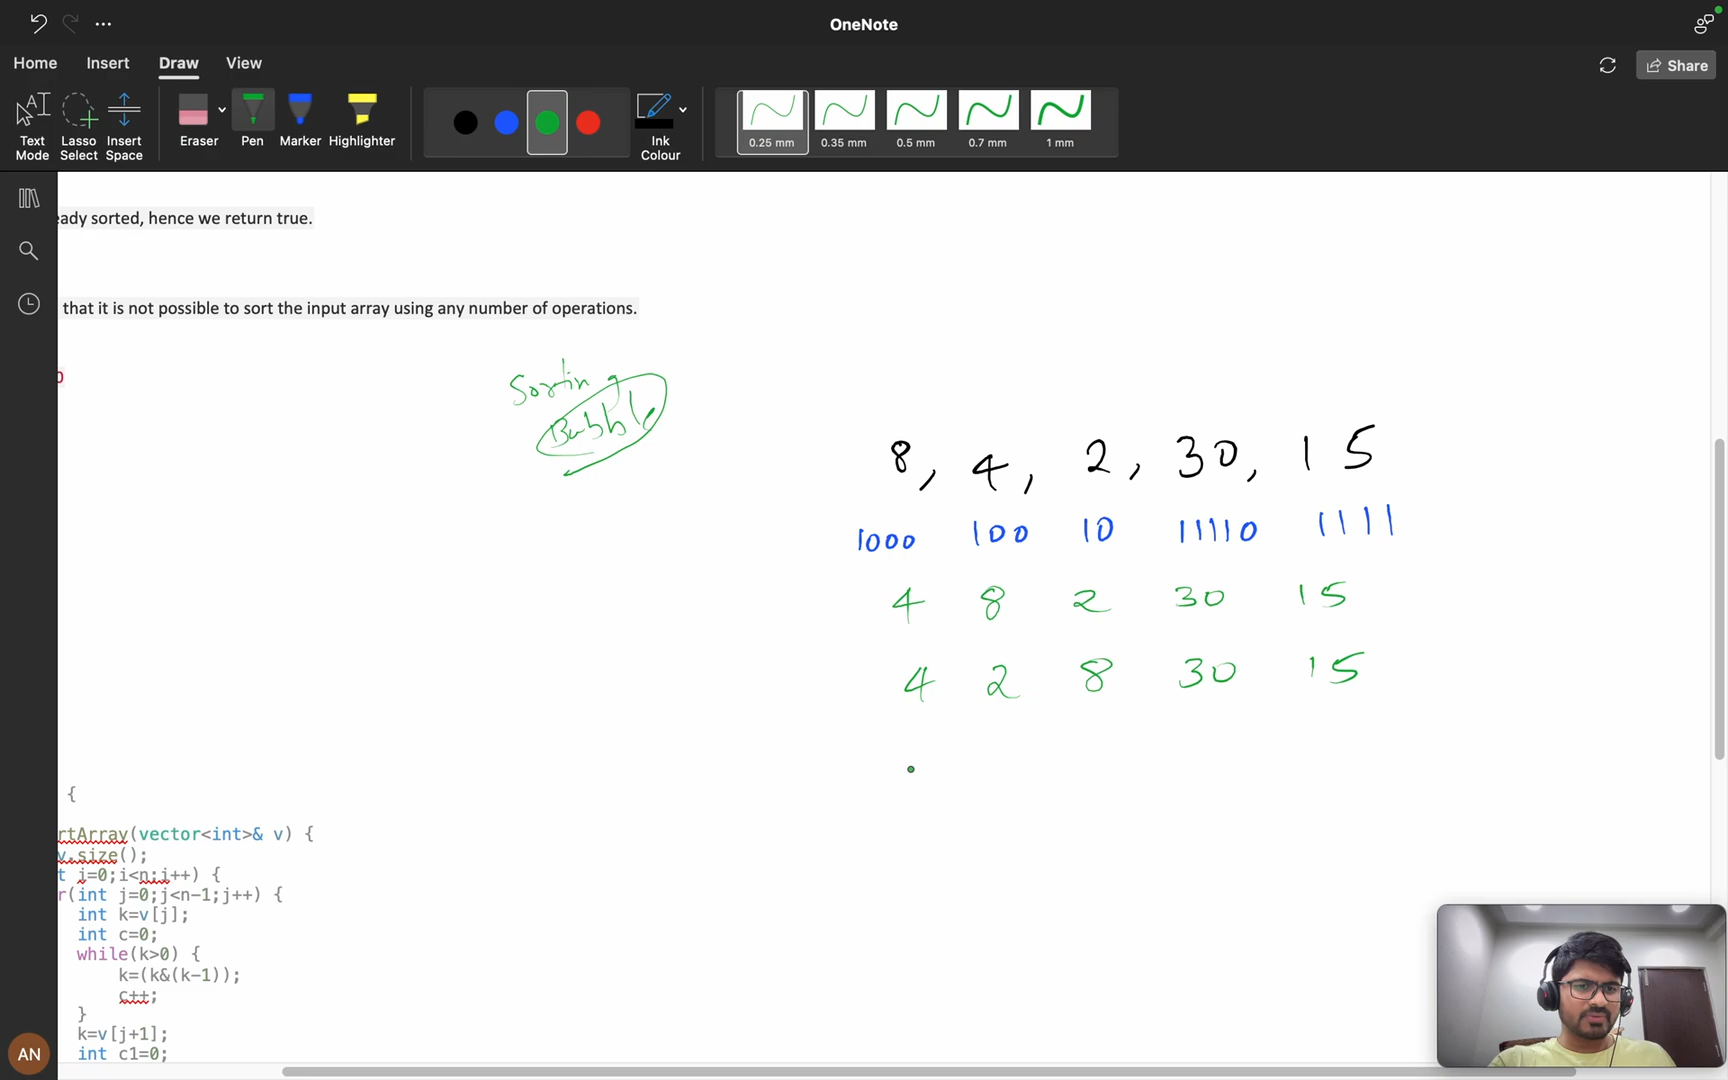 OneNote
Home Insert Draw View
Share
Text Mode
Lasso Select
Insert Space
Eraser
Pen
Marker
Highlighter
Ink Colour
0.25 mm 0.35 mm 0.5 mm 0.7 mm 1 mm
eady sorted, hence we return true.
that it is not possible to sort the input array using any number of operations.
Sorting
Bubble
8, 4, 2, 30, 15
1000 100 10 11110 1111
4 8 2 30 15
4 2 8 30 15
{
rtArray(vector<int>& v) {
v.size();
t i=0;i<n;i++) {
r(int j=0;j<n-1;j++) {
int k=v[j];
int c=0;
while(k>0) {
k=(k&(k-1));
c++;
}
k=v[j+1];
int c1=0;
AN